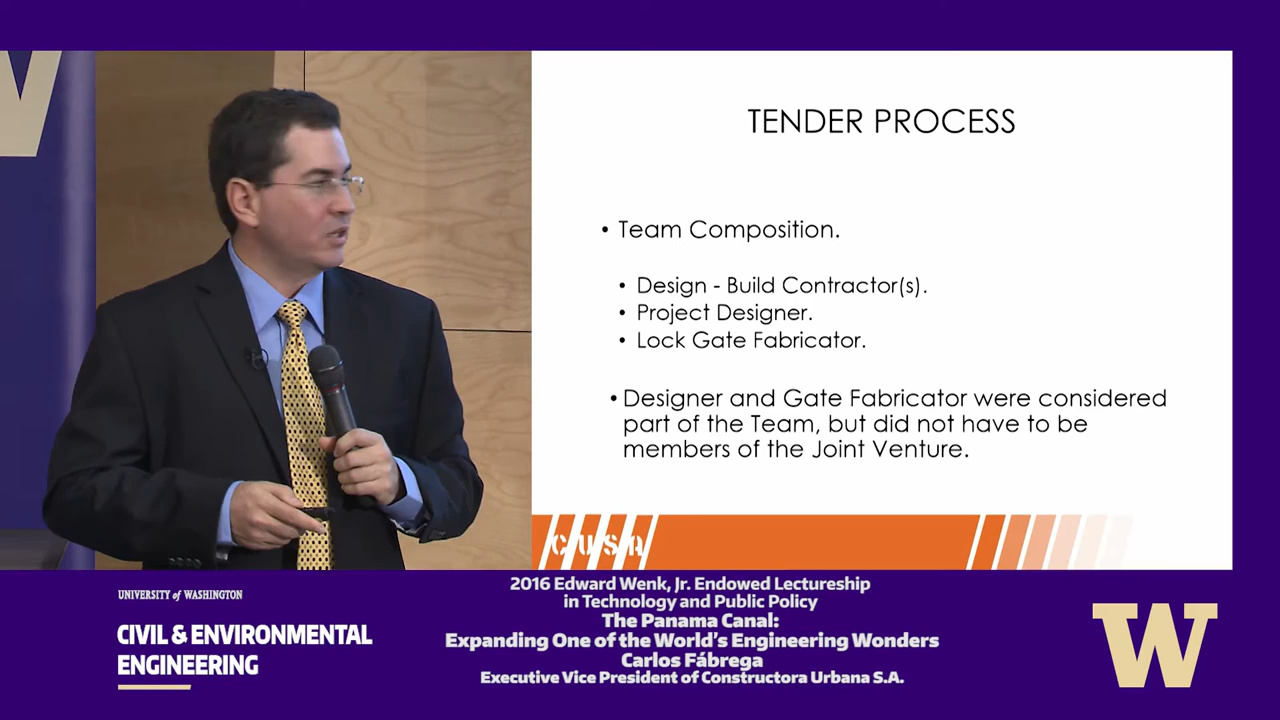 TENDER PROCESS
• Team Composition.
• Design - Build Contractor(s).
• Project Designer.
• Lock Gate Fabricator.
• Designer and Gate Fabricator were considered
part of the Team, but did not have to be
members of the Joint Venture.
CUSA
UNIVERSITY of WASHINGTON
CIVIL & ENVIRONMENTAL
ENGINEERING
2016 Edward Wenk, Jr. Endowed Lectureship
in Technology and Public Policy
The Panama Canal:
Expanding One of the World's Engineering Wonders
Carlos Fábrega
Executive Vice President of Constructora Urbana S.A.
W